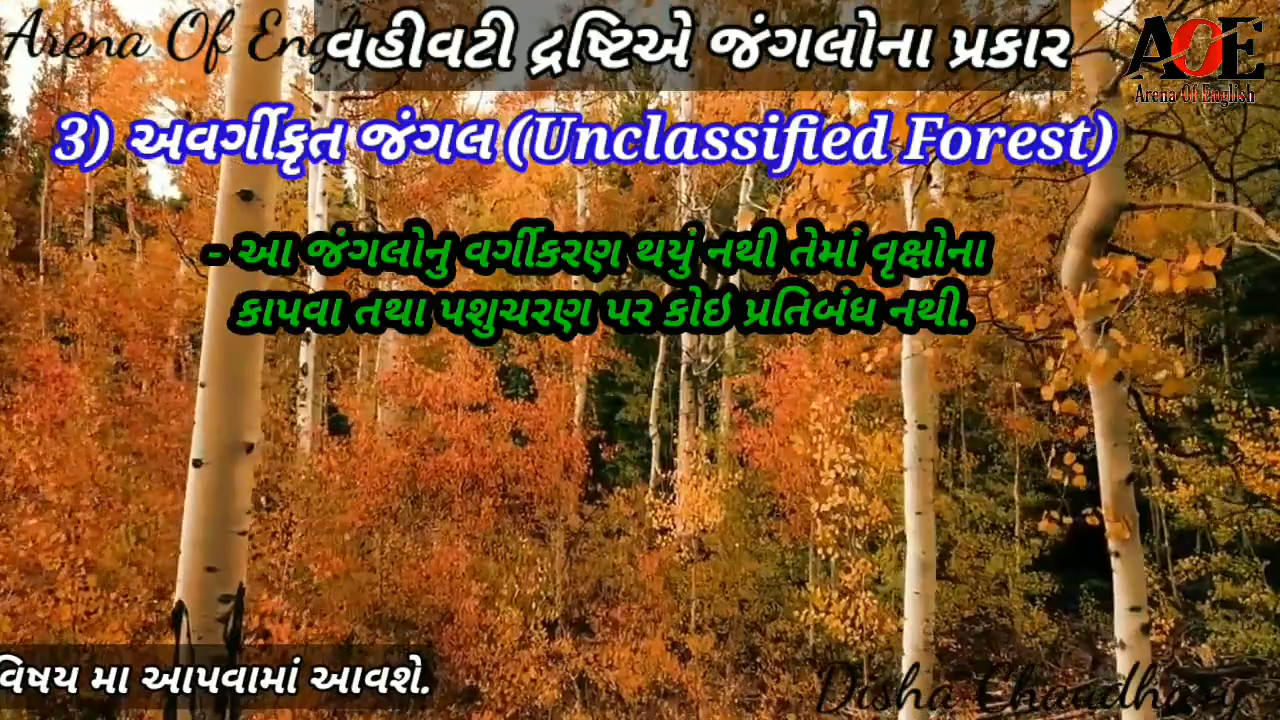 Arena Of Eng
વહીવટી દ્રષ્ટિએ જંગલોના પ્રકાર
AOE
Arena Of English
3) અવર્ગીકૃત જંગલ (Unclassified Forest)
- આ જંગલોનુ વર્ગીકરણ થયું નથી તેમાં વૃક્ષોના
કાપવા તથા પશુચરણ પર કોઇ પ્રતિબંધ નથી.
વિષય મા આપવામાં આવશે.
Disha Chaudhary